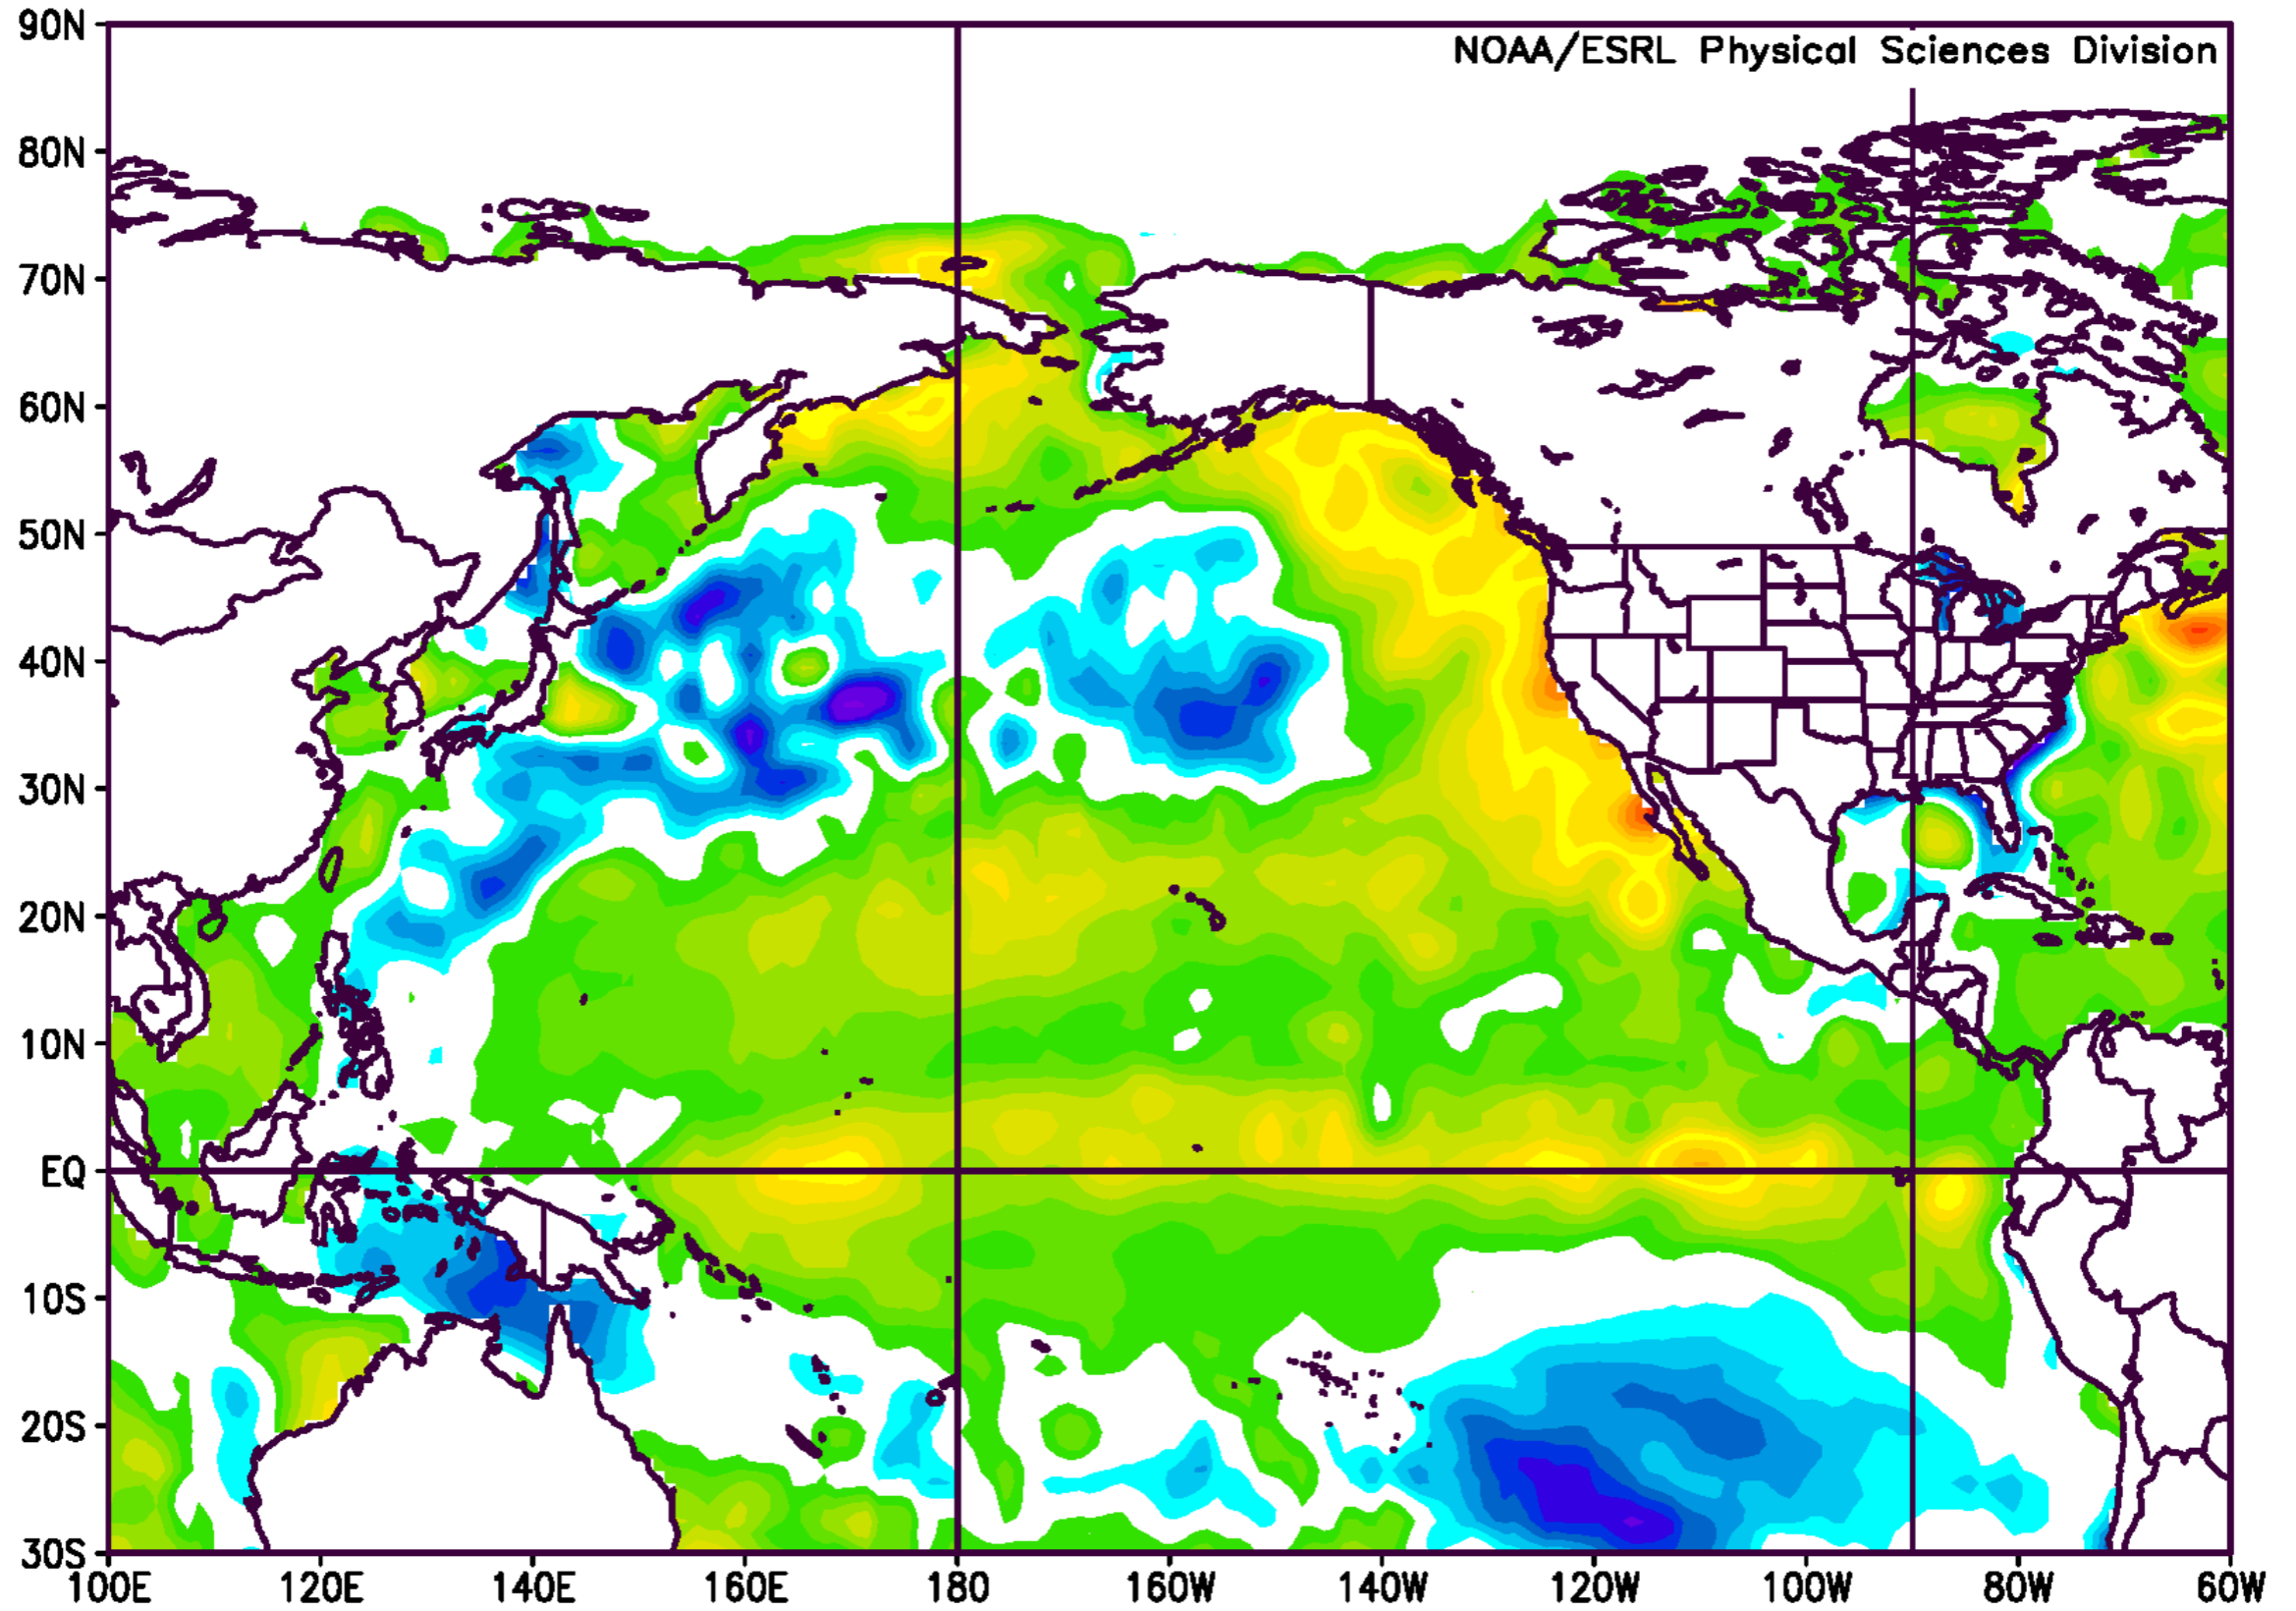 90N
NOAA/ESRL Physical Sciences Division
80N
70N
60N
50N
40N
30N
20N
10N
EQ
10S
20S
30S
100E 120E 140E 160E 180 160W 140W 120W 100W 80W 60W